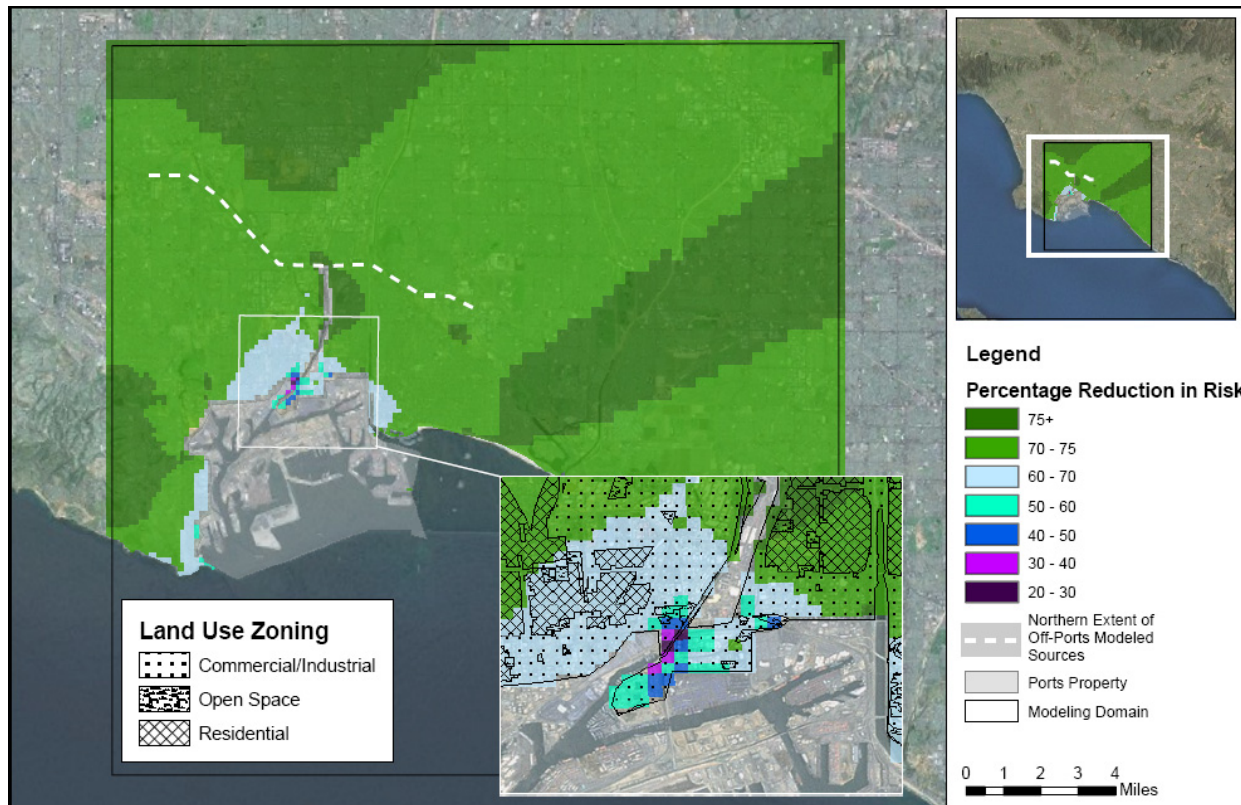 Land Use Zoning
Commercial/Industrial
Open Space
Residential
Legend
Percentage Reduction in Risk
75+
70 - 75
60 - 70
50 - 60
40 - 50
30 - 40
20 - 30
Northern Extent of
Off-Ports Modeled
Sources
Ports Property
Modeling Domain
0 1 2 3 4
Miles